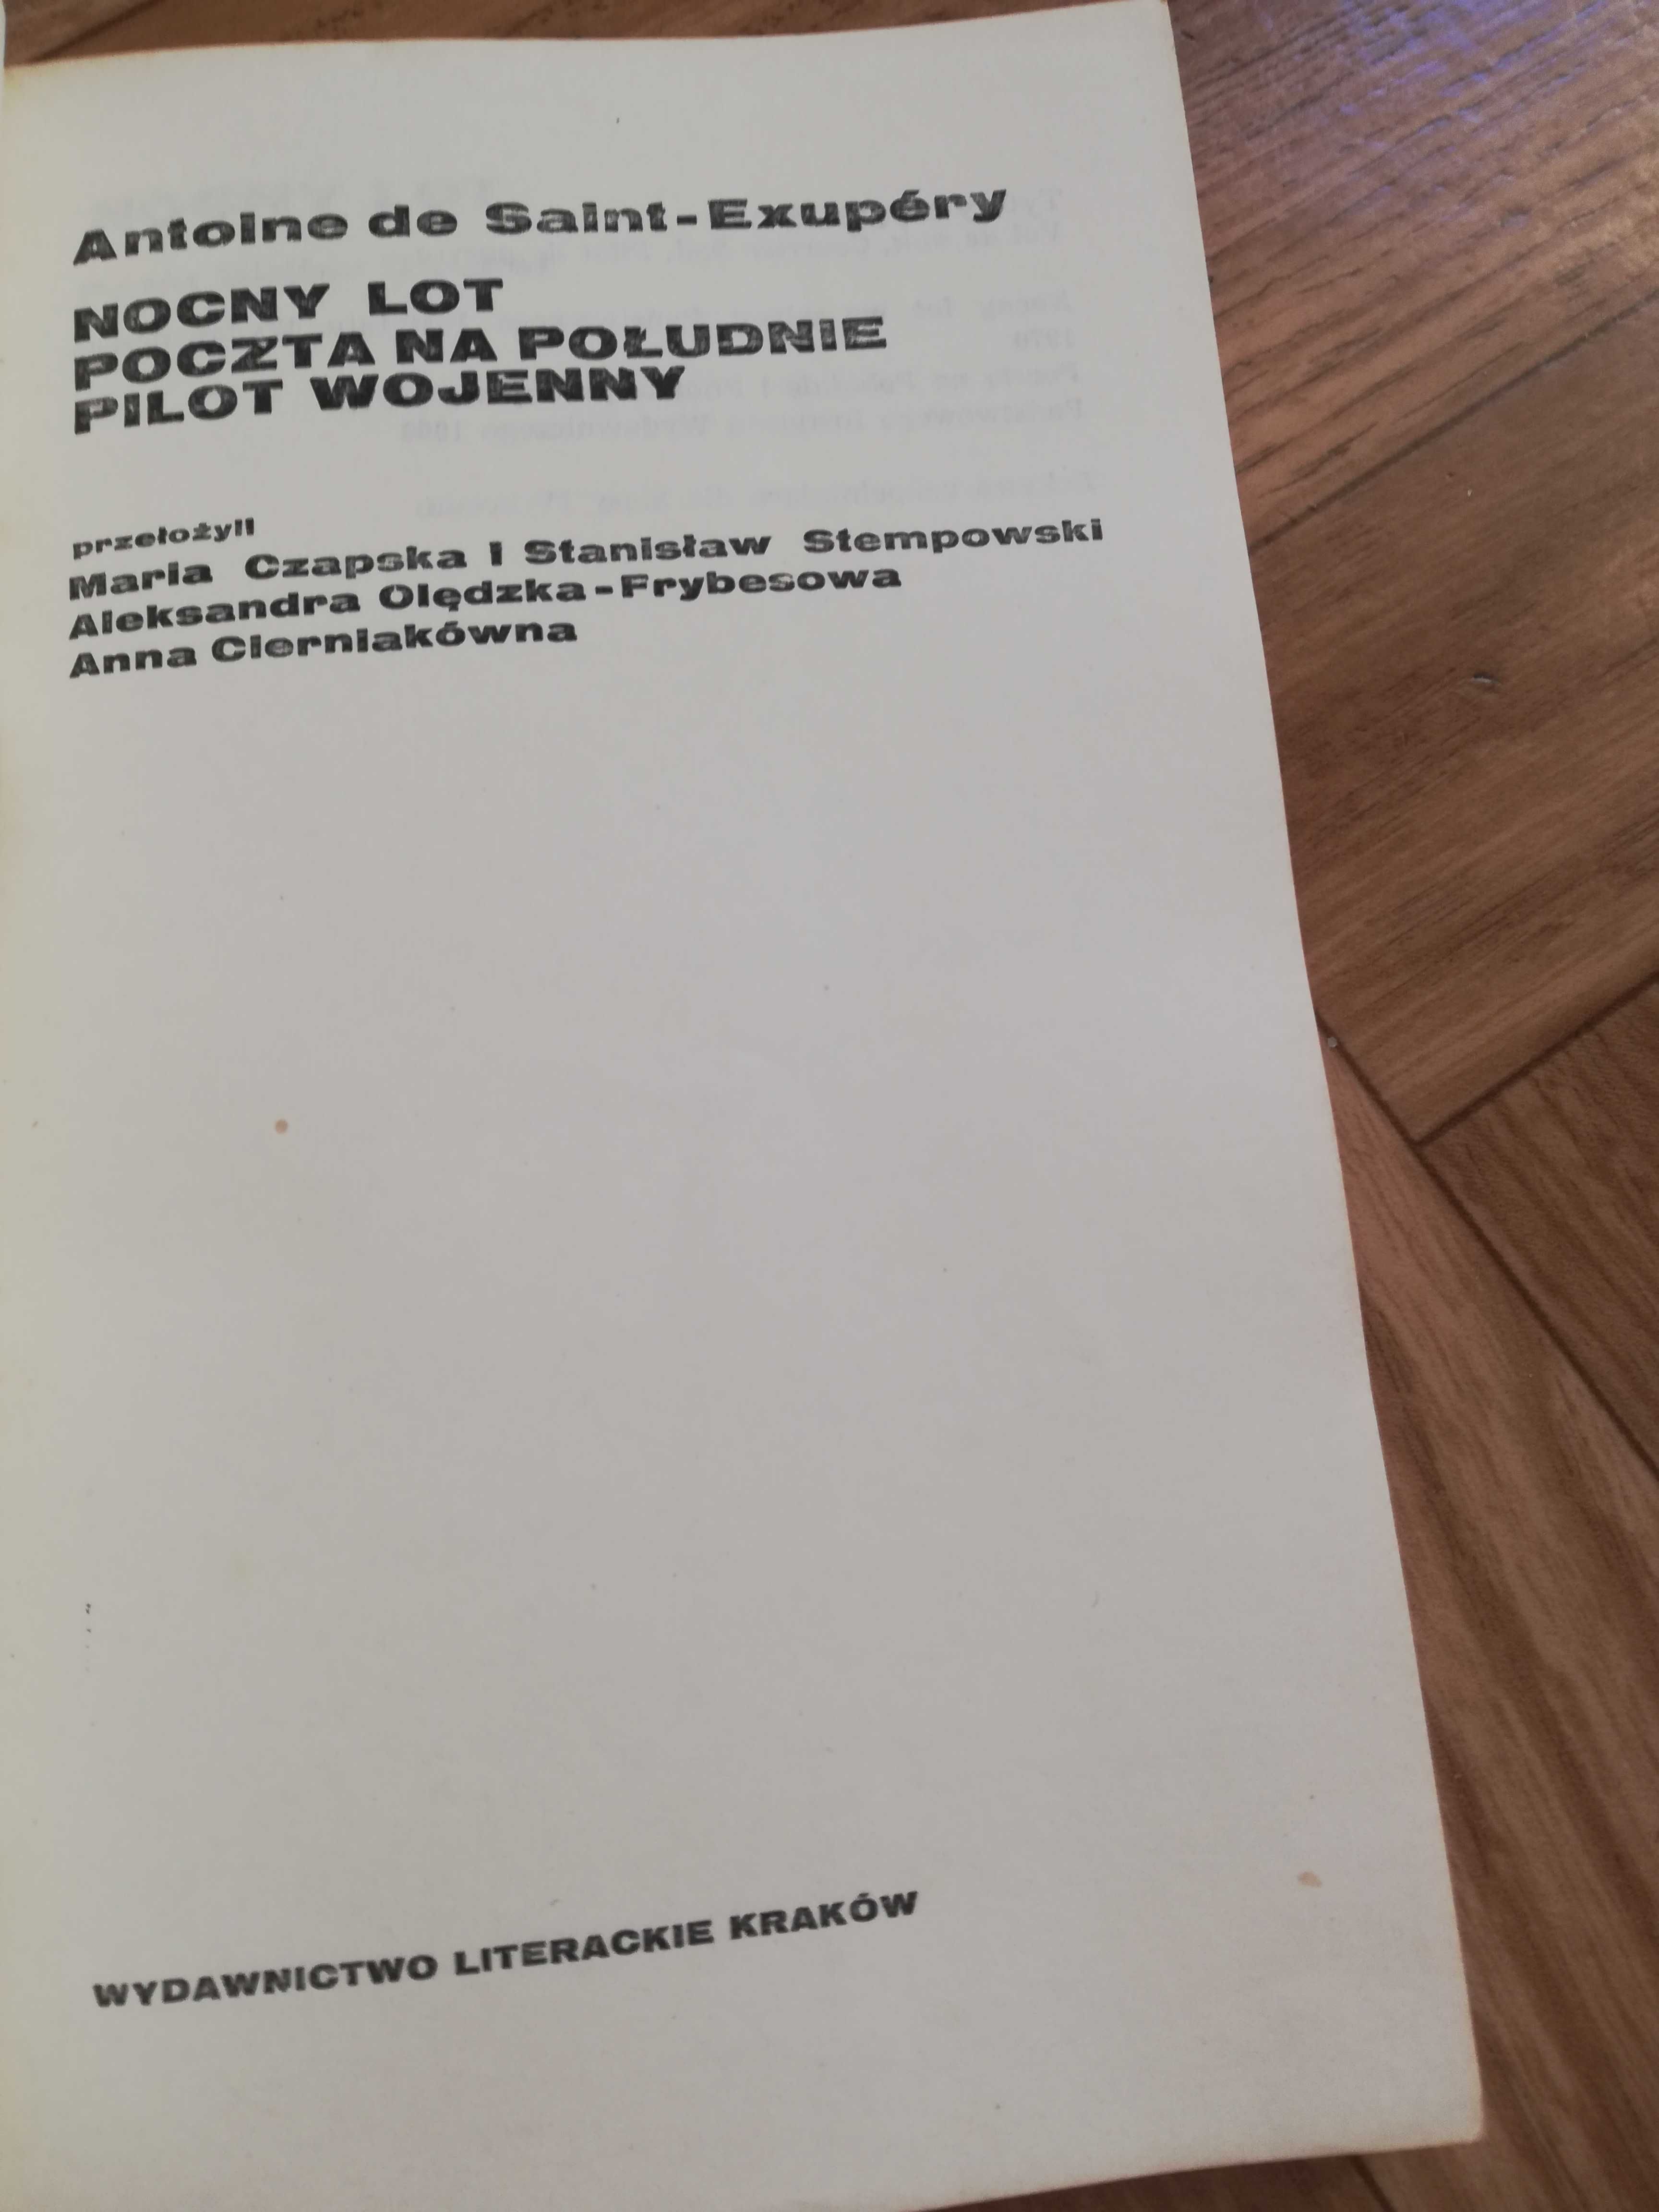 Antoine de Saint-Exupéry
NOCNY LOT
POCZTA NA POŁUDNIE
PILOT WOJENNY
przełożyli
Maria Czapska i Stanisław Stempowski
Aleksandra Olędzka-Frybesowa
Anna Cierniakówna
WYDAWNICTWO LITERACKIE KRAKÓW